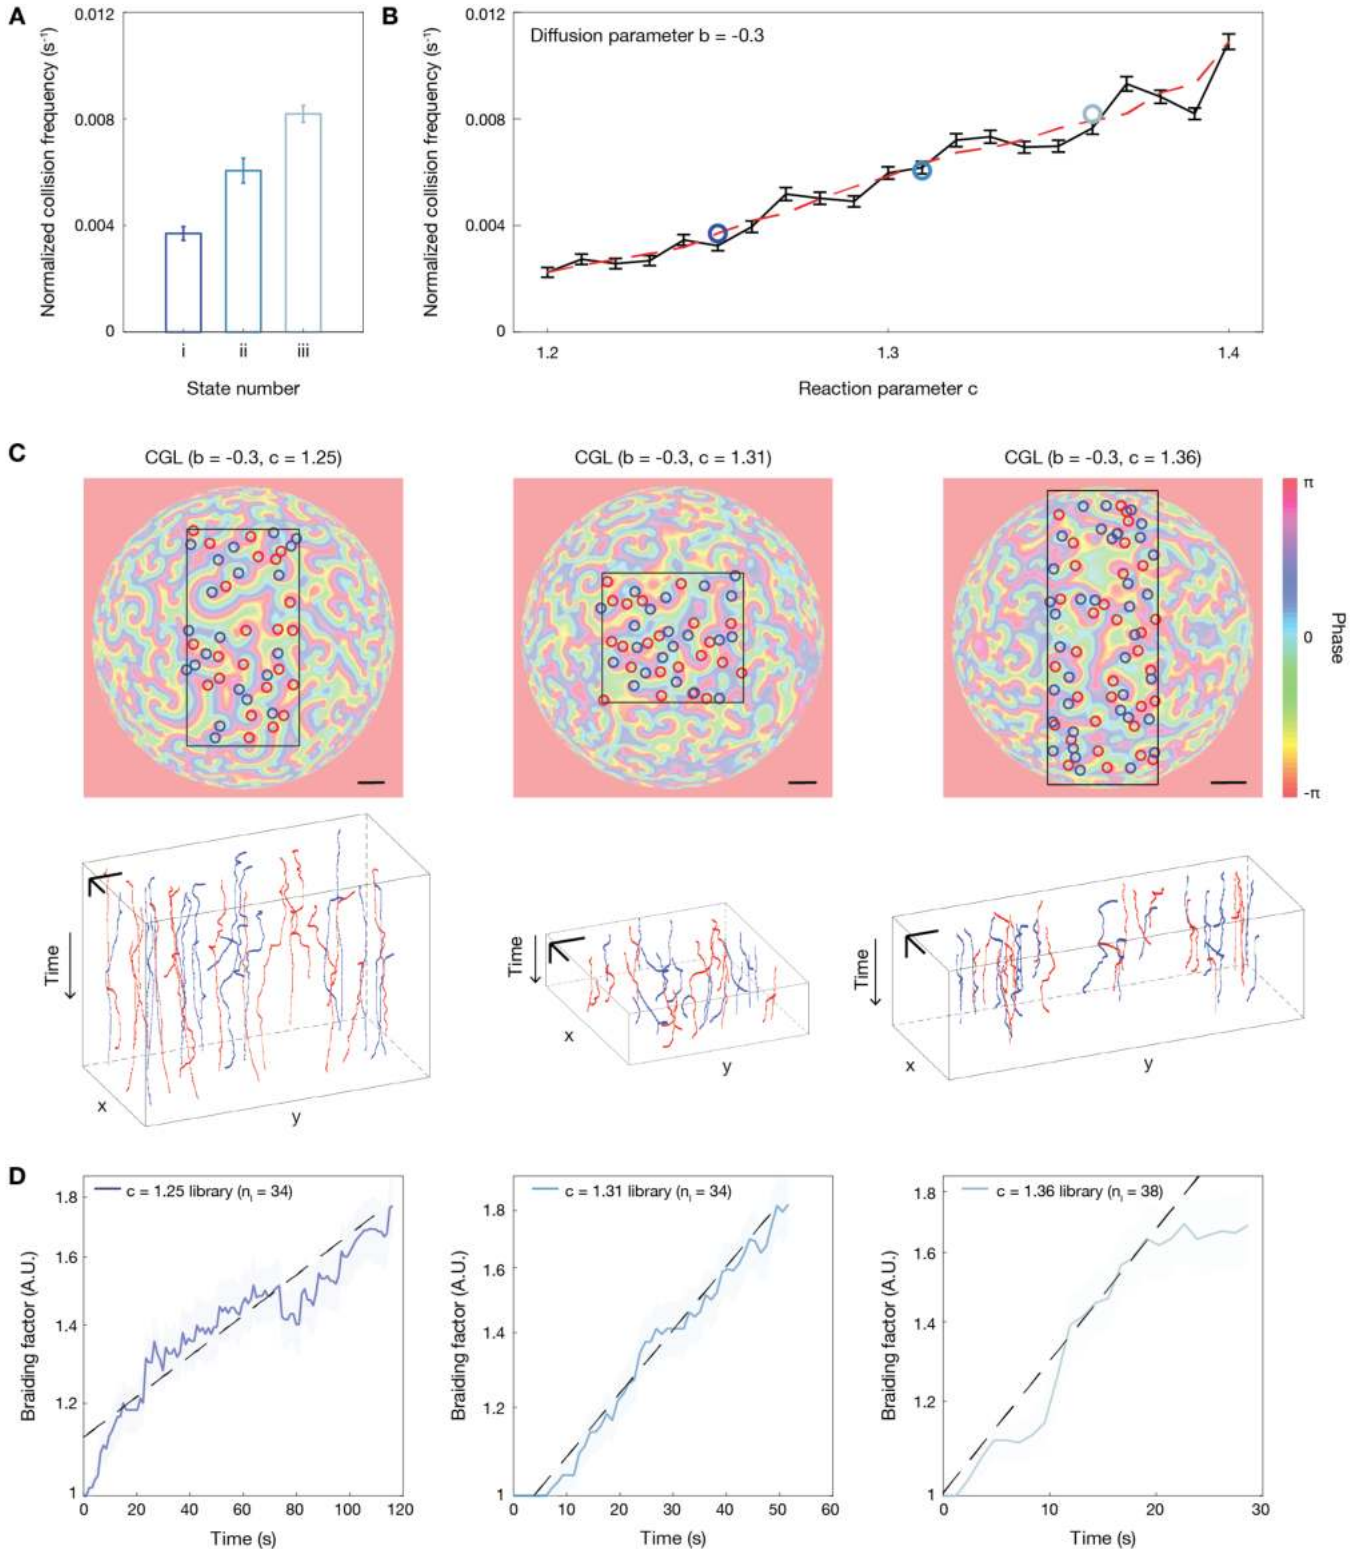 A
Normalized collision frequency (s⁻¹)
0.012
0.008
0.004
0
i ii iii
State number
B
Normalized collision frequency (s⁻¹)
0.012
0.008
0.004
0
Diffusion parameter b = -0.3
1.2 1.3 1.4
Reaction parameter c
C
CGL (b = -0.3, c = 1.25)
CGL (b = -0.3, c = 1.31)
CGL (b = -0.3, c = 1.36)
π
0
-π
Phase
Time
x
y
Time
x
y
Time
x
y
D
Braiding factor (A.U.)
1.8
1.6
1.4
1.2
1
c = 1.25 library (nᵢ = 34)
0 20 40 60 80 100 120
Time (s)
Braiding factor (A.U.)
1.8
1.6
1.4
1.2
1
c = 1.31 library (nᵢ = 34)
0 10 20 30 40 50 60
Time (s)
Braiding factor (A.U.)
1.8
1.6
1.4
1.2
1
c = 1.36 library (nᵢ = 38)
0 10 20 30
Time (s)